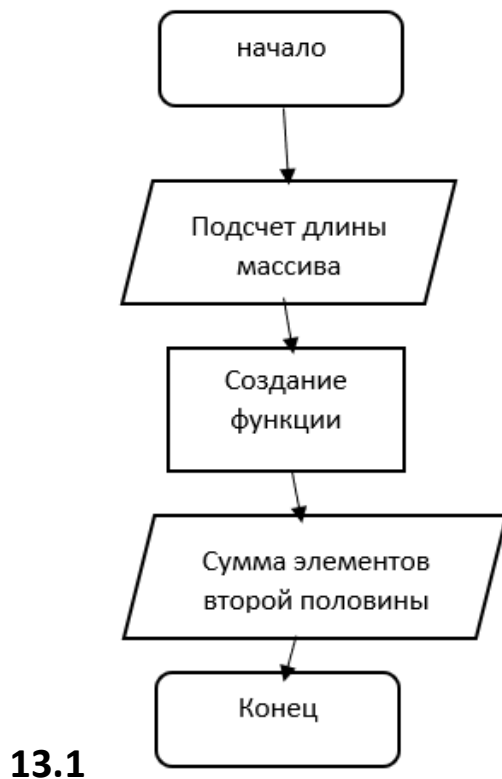 начало
Подсчет длины
массива
Создание
функции
Сумма элементов
второй половины
Конец
13.1